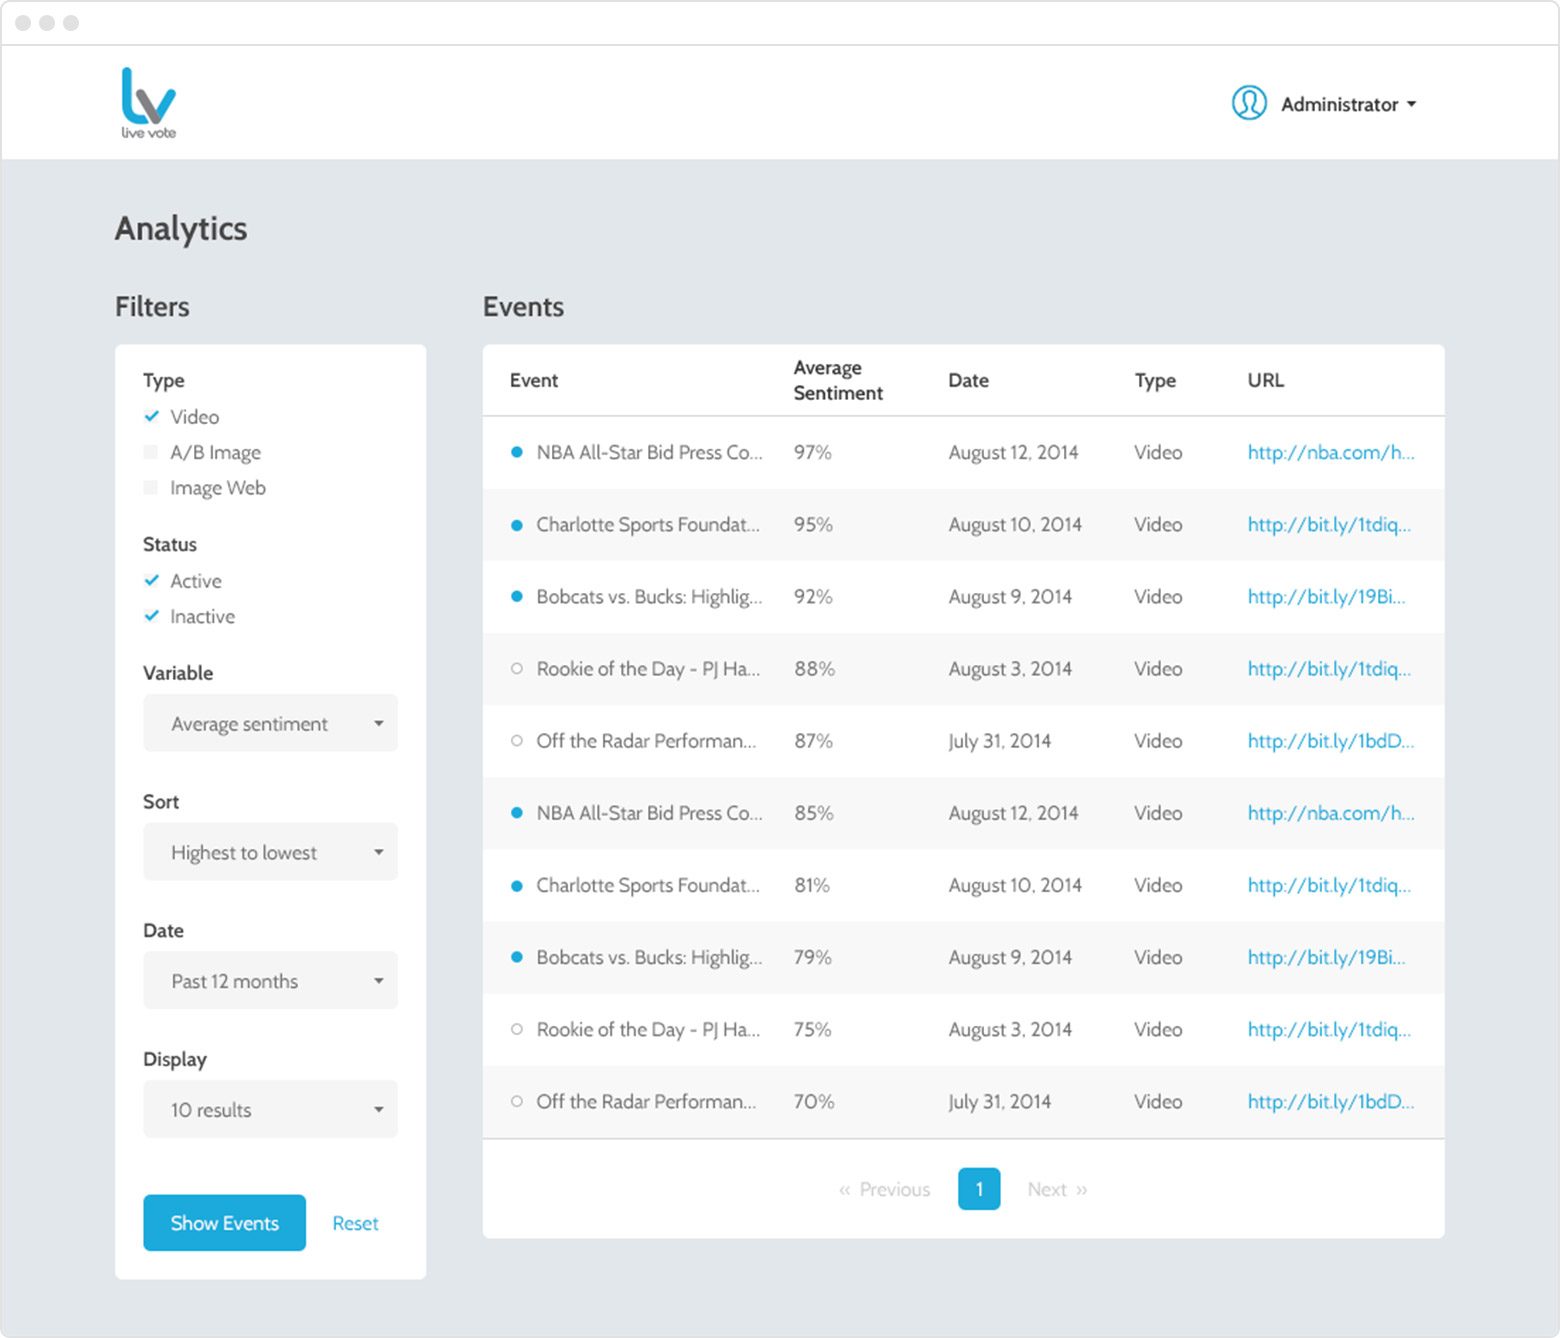 live vote
Administrator
Analytics
Filters
Type
Video
A/B Image
Image Web
Status
Active
Inactive
Variable
Average sentiment
Sort
Highest to lowest
Date
Past 12 months
Display
10 results
Show Events Reset
Events
Event Average Sentiment Date Type URL
NBA All-Star Bid Press Co... 97% August 12, 2014 Video http://nba.com/h...
Charlotte Sports Foundat... 95% August 10, 2014 Video http://bit.ly/1tdiq...
Bobcats vs. Bucks: Highlig... 92% August 9, 2014 Video http://bit.ly/19Bi...
Rookie of the Day - PJ Ha... 88% August 3, 2014 Video http://bit.ly/1tdiq...
Off the Radar Performan... 87% July 31, 2014 Video http://bit.ly/1bdD...
NBA All-Star Bid Press Co... 85% August 12, 2014 Video http://nba.com/h...
Charlotte Sports Foundat... 81% August 10, 2014 Video http://bit.ly/1tdiq...
Bobcats vs. Bucks: Highlig... 79% August 9, 2014 Video http://bit.ly/19Bi...
Rookie of the Day - PJ Ha... 75% August 3, 2014 Video http://bit.ly/1tdiq...
Off the Radar Performan... 70% July 31, 2014 Video http://bit.ly/1bdD...
« Previous 1 Next »